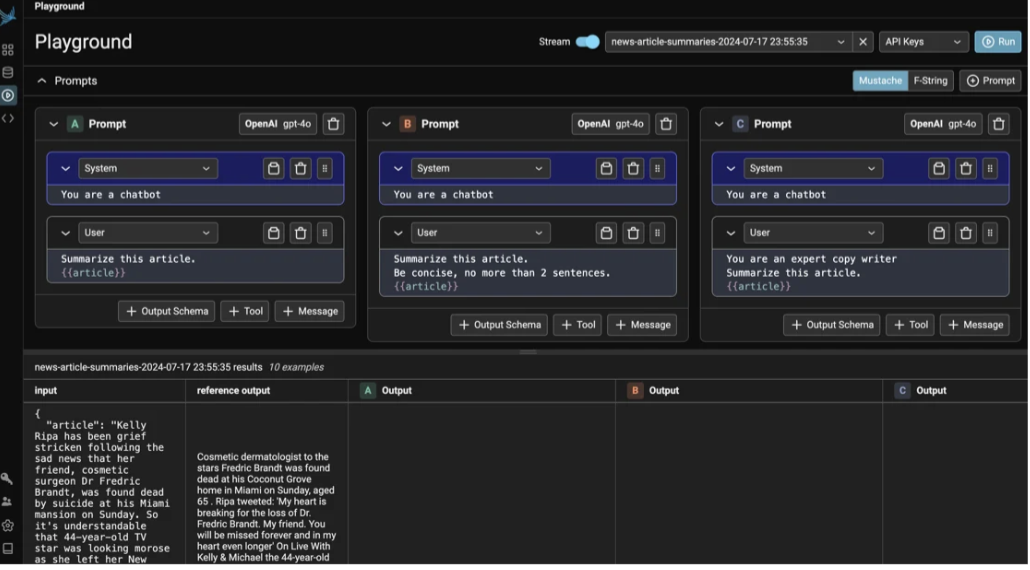 Playground
Playground
Stream
news-article-summaries-2024-07-17 23:55:35
API Keys
Run
Prompts
Mustache
F-String
Prompt
A Prompt
OpenAI gpt-4o
System
You are a chatbot
User
Summarize this article.
{{article}}
+ Output Schema
+ Tool
+ Message
B Prompt
OpenAI gpt-4o
System
You are a chatbot
User
Summarize this article.
Be concise, no more than 2 sentences.
{{article}}
+ Output Schema
+ Tool
+ Message
C Prompt
OpenAI gpt-4o
System
You are a chatbot
User
You are an expert copy writer
Summarize this article.
{{article}}
+ Output Schema
+ Tool
+ Message
news-article-summaries-2024-07-17 23:55:35 results 10 examples
input
reference output
A Output
B Output
C Output
{
"article": "Kelly
Ripa has been grief
stricken following the
sad news that her
friend, cosmetic
surgeon Dr Fredric
Brandt, was found dead
by suicide at his Miami
mansion on Sunday. So
it's understandable
that 44-year-old TV
star was looking morose
as she left her New
Cosmetic dermatologist to the
stars Fredric Brandt was found
dead at his Coconut Grove
home in Miami on Sunday, aged
65 . Ripa tweeted: 'My heart is
breaking for the loss of Dr.
Fredric Brandt. My friend. You
will be missed forever and in my
heart even longer' On Live With
Kelly & Michael the 44-year-old